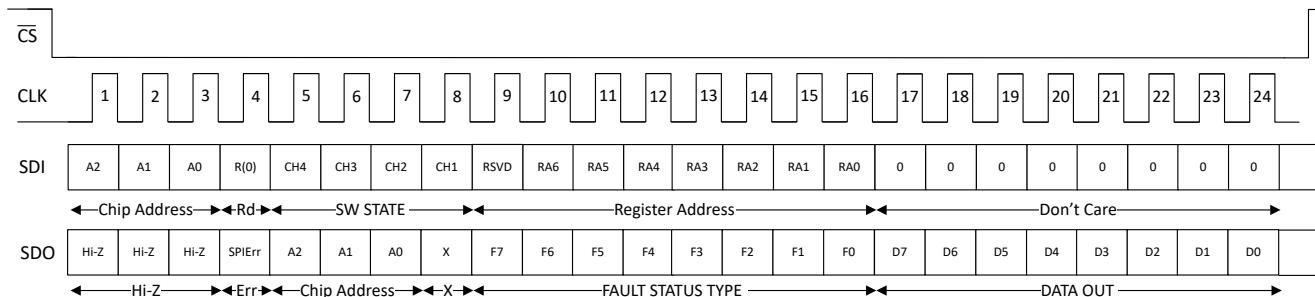 CS
CLK 1 2 3 4 5 6 7 8 9 10 11 12 13 14 15 16 17 18 19 20 21 22 23 24
SDI A2 A1 A0 R(0) CH4 CH3 CH2 CH1 RSVD RA6 RA5 RA4 RA3 RA2 RA1 RA0 0 0 0 0 0 0 0 0
Chip Address Rd SW STATE Register Address Don't Care
SDO Hi-Z Hi-Z Hi-Z SPIErr A2 A1 A0 X F7 F6 F5 F4 F3 F2 F1 F0 D7 D6 D5 D4 D3 D2 D1 D0
Hi-Z Err Chip Address X FAULT STATUS TYPE DATA OUT